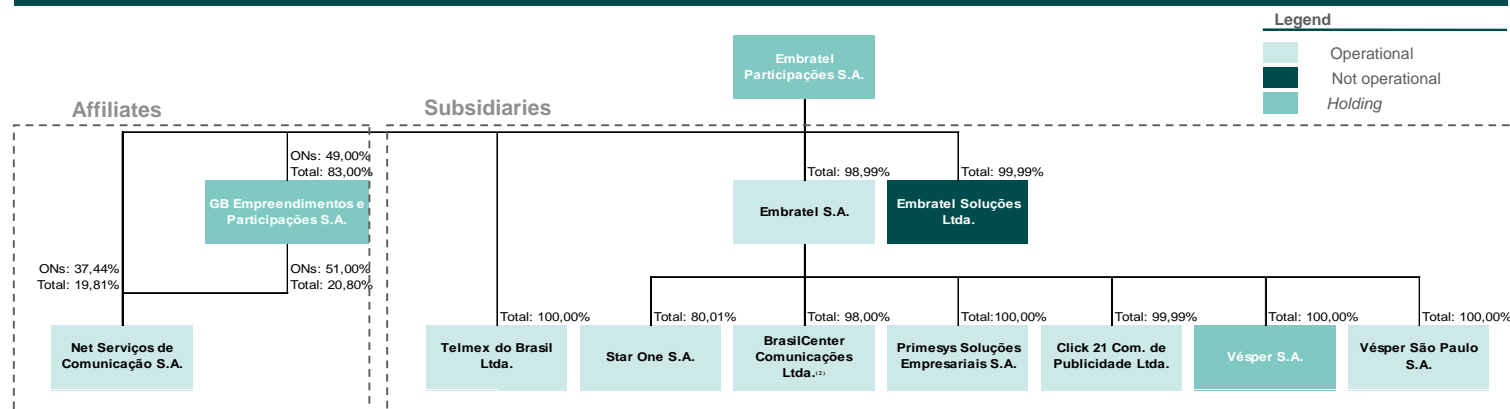 Legend
Operational
Not operational
Holding
Embratel
Participações S.A.
Affiliates
Subsidiaries
ONs: 49,00%
Total: 83,00%
Total: 98,99%
Total: 99,99%
GB Empreendimentos e
Participações S.A.
Embratel S.A.
Embratel Soluções
Ltda.
ONs: 37,44%
Total: 19,81%
ONs: 51,00%
Total: 20,80%
Total: 100,00%
Total: 80,01%
Total: 98,00%
Total:100,00%
Total: 99,99%
Total: 100,00%
Total: 100,00%
Net Serviços de
Comunicação S.A.
Telmex do Brasil
Ltda.
Star One S.A.
BrasilCenter
Comunicações
Ltda.(2)
Primesys Soluções
Empresariais S.A.
Click 21 Com. de
Publicidade Ltda.
Vésper S.A.
Vésper São Paulo
S.A.